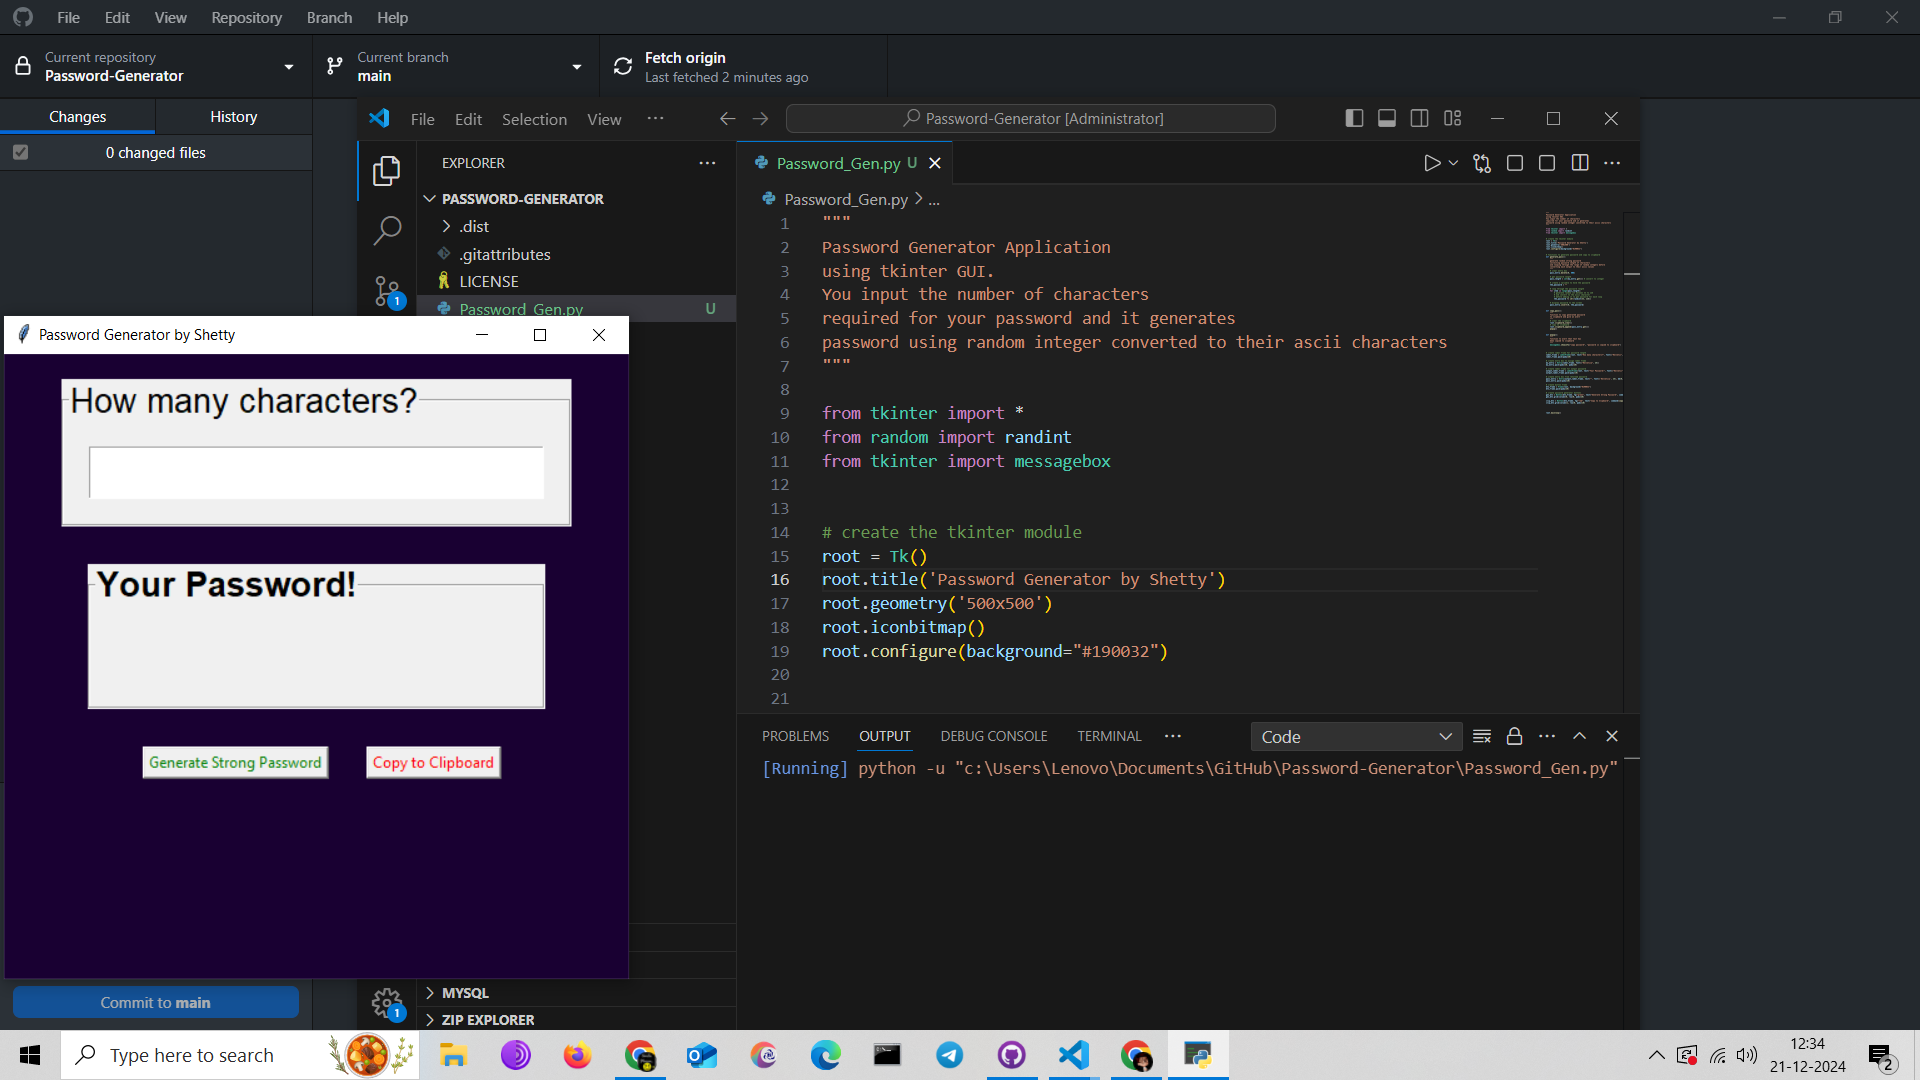 File Edit View Repository Branch Help
Current repository
Password-Generator
Current branch
main
Fetch origin
Last fetched 2 minutes ago
Changes History
0 changed files
File Edit Selection View ···
Password-Generator [Administrator]
EXPLORER
PASSWORD-GENERATOR
.dist
.gitattributes
LICENSE
Password_Gen.py U
1
Password_Gen.py U
Password_Gen.py > ...
1 """
2 Password Generator Application
3 using tkinter GUI.
4 You input the number of characters
5 required for your password and it generates
6 password using random integer converted to their ascii characters
7 """
8
9 from tkinter import *
10 from random import randint
11 from tkinter import messagebox
12
13
14 # create the tkinter module
15 root = Tk()
16 root.title('Password Generator by Shetty')
17 root.geometry('500x500')
18 root.iconbitmap()
19 root.configure(background="#190032")
20
21
PROBLEMS OUTPUT DEBUG CONSOLE TERMINAL ···
Code
[Running] python -u "c:\Users\Lenovo\Documents\GitHub\Password-Generator\Password_Gen.py"
Password Generator by Shetty
How many characters?
Your Password!
Generate Strong Password
Copy to Clipboard
Commit to main
1
MYSQL
ZIP EXPLORER
Type here to search
12:34
21-12-2024
2